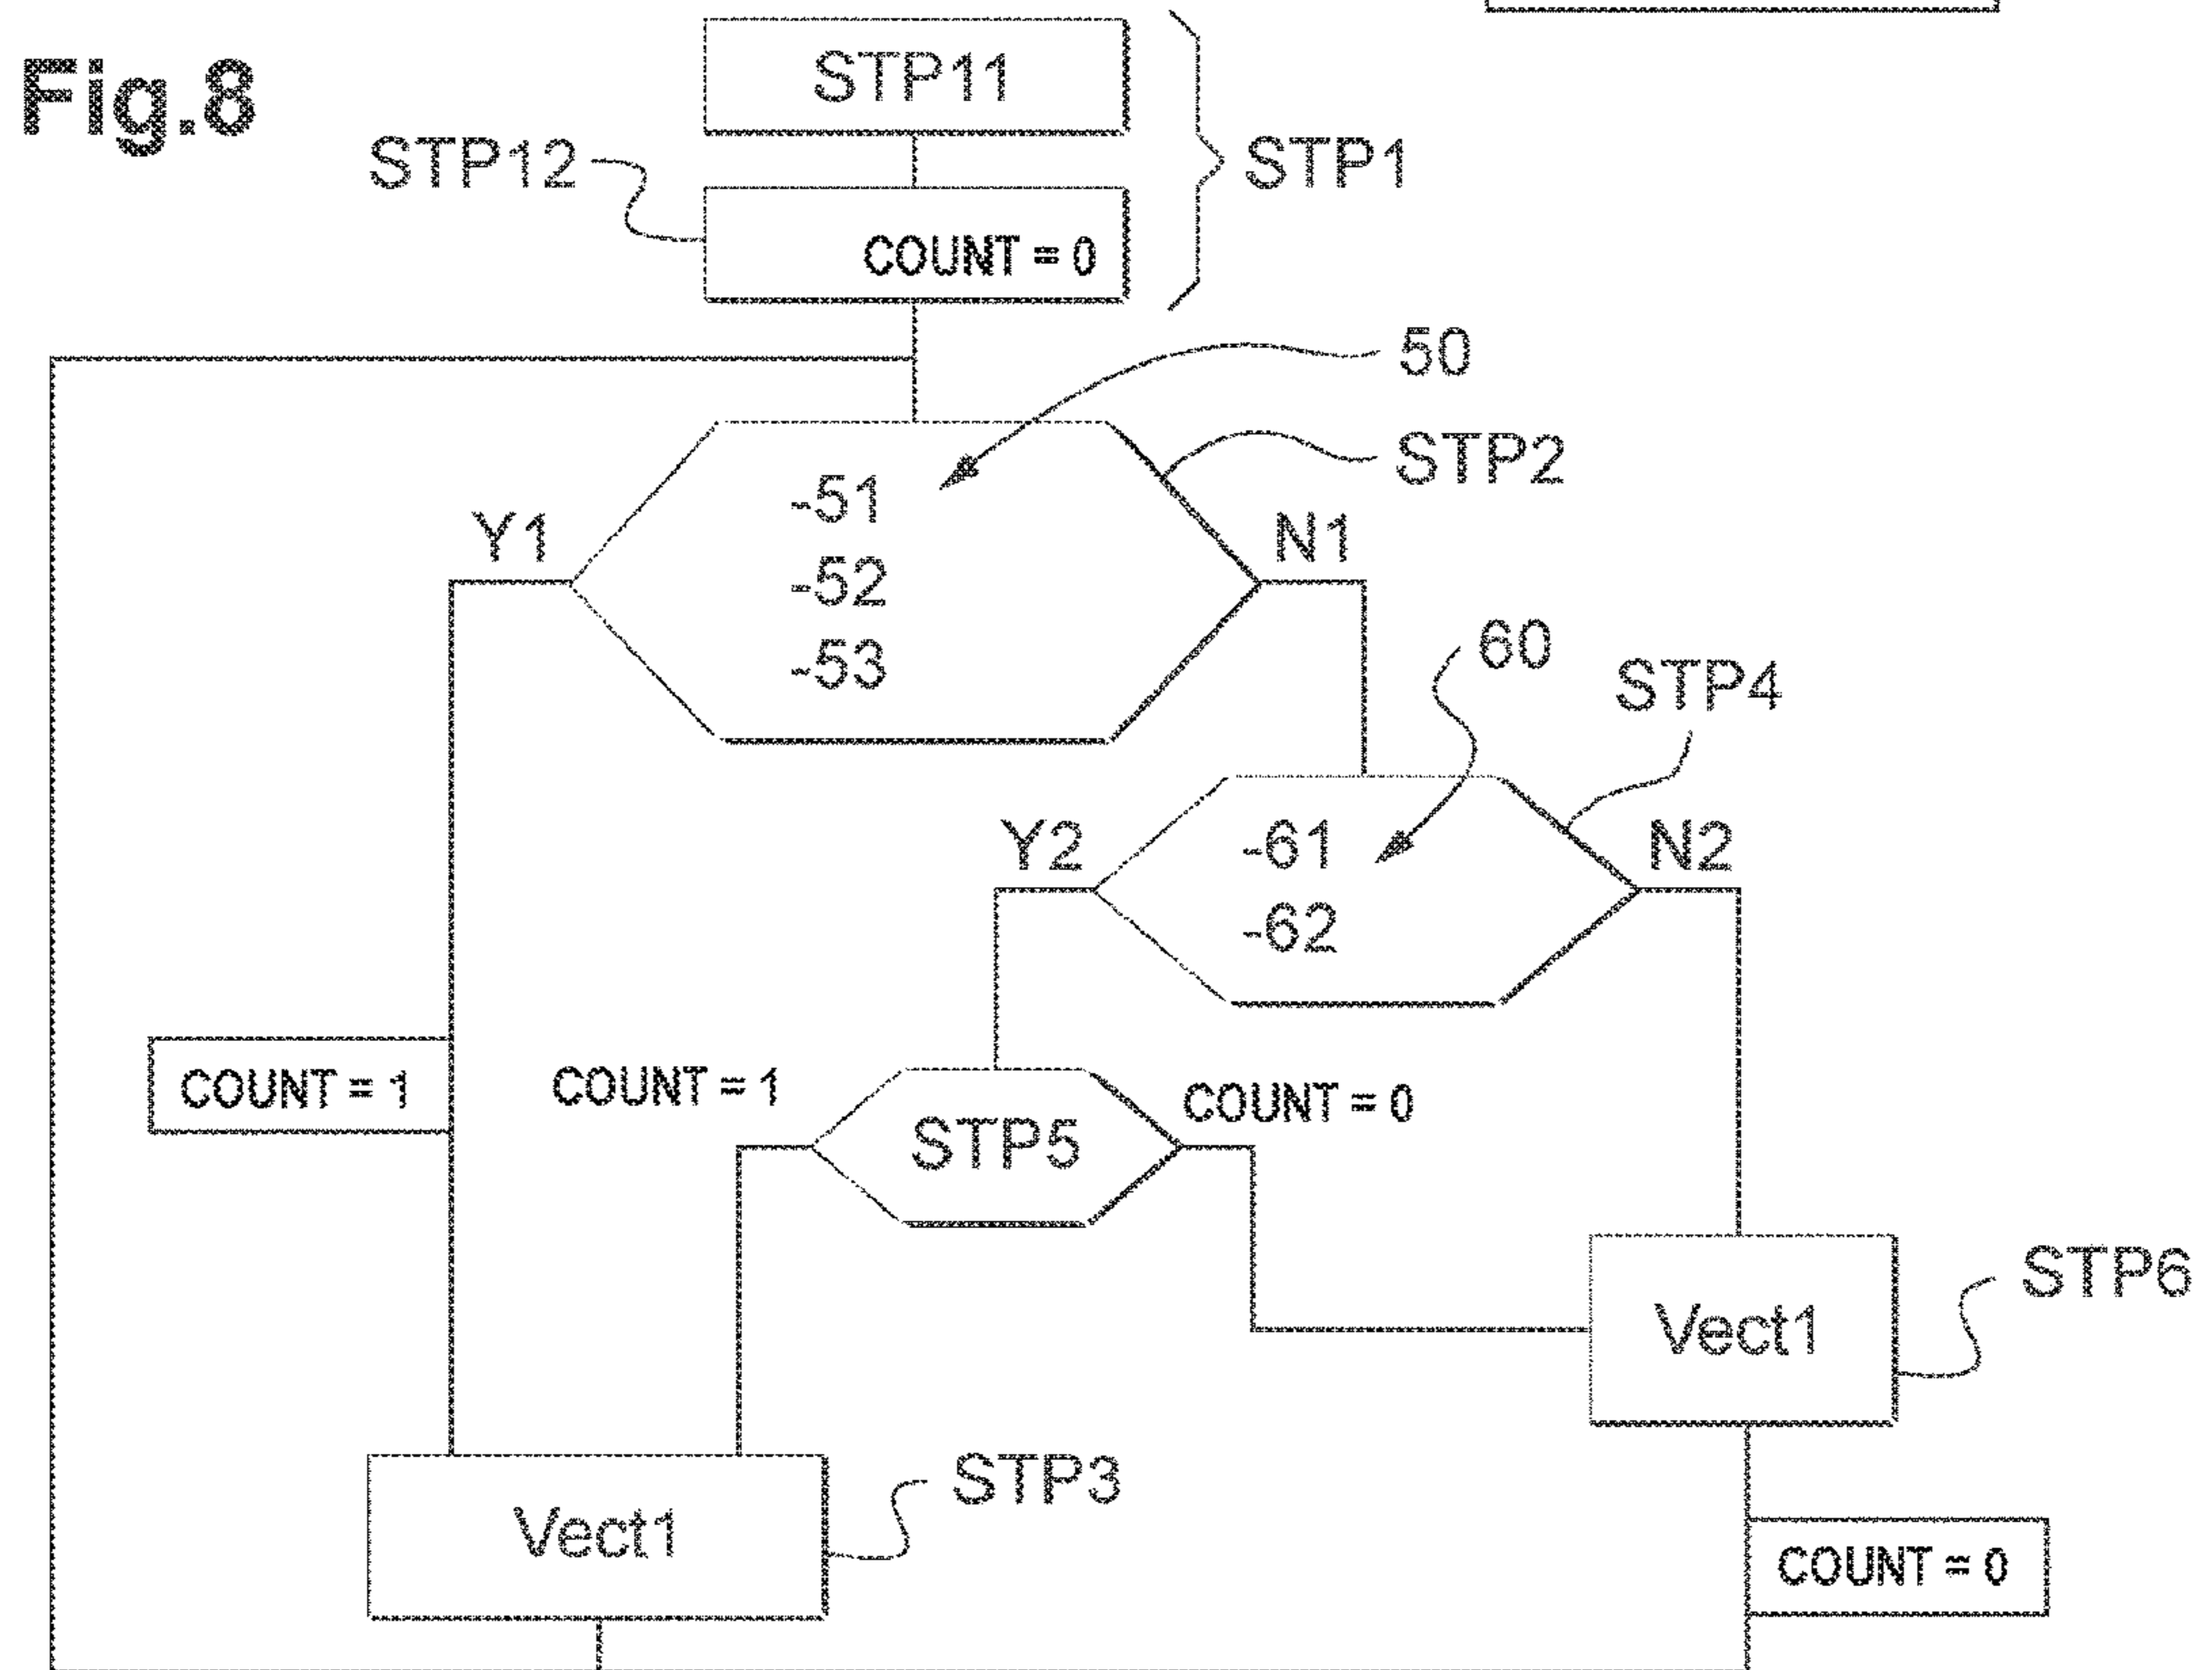 Fig.8
STP11
STP12
STP1
COUNT = 0
50
STP2
-51
Y1
N1
-52
-53
60
STP4
Y2
-61
N2
-62
COUNT = 1
COUNT = 1
COUNT = 0
STP5
STP6
Vect1
STP3
Vect1
COUNT = 0